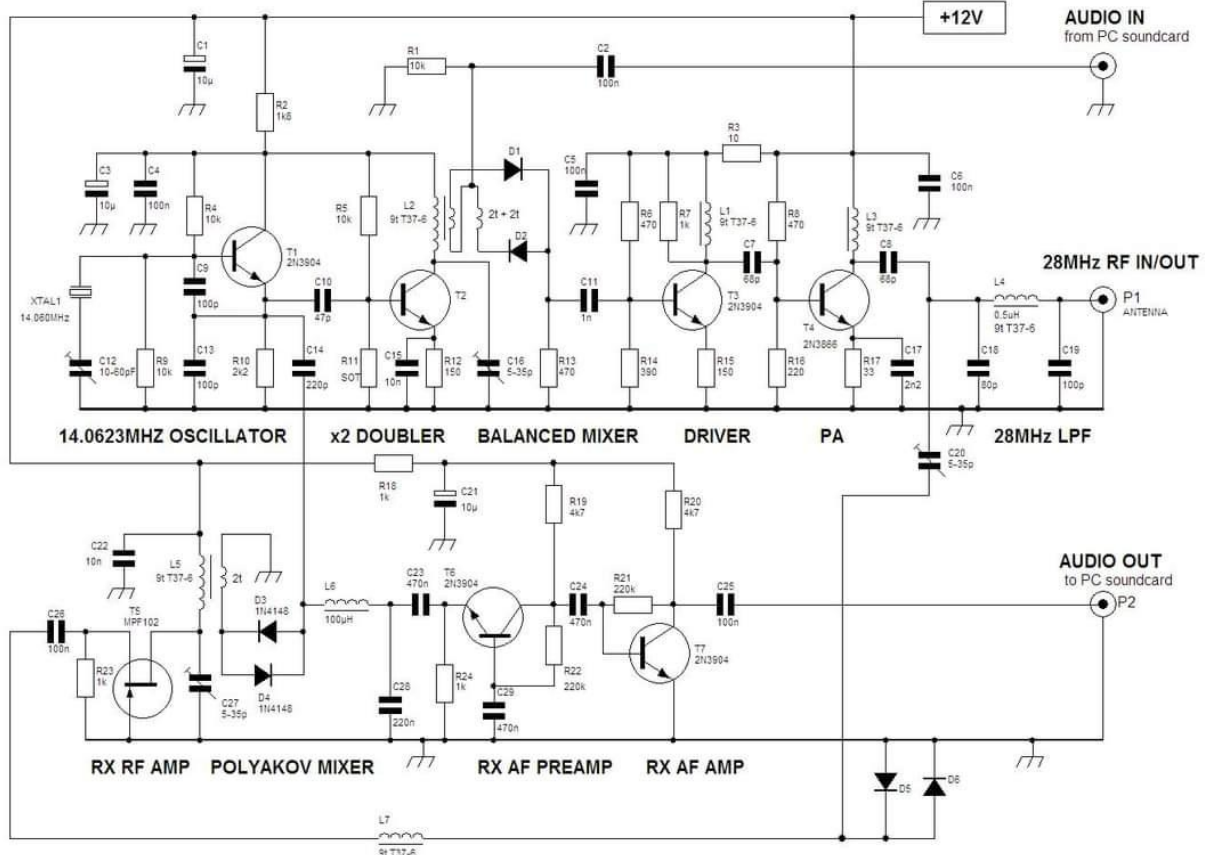 +12V
AUDIO IN
from PC soundcard
C1
10µ
R1
10k
C2
100n
R2
1k6
R3
10
C3
10µ
C4
100n
R4
10k
R5
10k
L2
9t T37-6
2t + 2t
D1
D2
C5
100n
R6
470
R7
1k
L1
9t T37-6
R8
470
L3
9t T37-6
C6
100n
T1
2N3904
C9
100p
C10
47p
T2
C11
1n
C7
68p
T3
2N3904
C8
68p
T4
2N3866
28MHz RF IN/OUT
L4
0.5uH
9t T37-6
P1
ANTENNA
XTAL1
14.060MHz
C12
10-60pF
R9
10k
C13
100p
R10
2k2
C14
220p
R11
SOT
C15
10n
R12
150
C16
5-35p
R13
470
R14
390
R15
150
R16
220
R17
33
C17
2n2
C18
80p
C19
100p
14.0623MHZ OSCILLATOR
x2 DOUBLER
BALANCED MIXER
DRIVER
PA
28MHz LPF
C20
5-35p
R18
1k
C21
10µ
R19
4k7
R20
4k7
C22
10n
L5
9t T37-6
2t
AUDIO OUT
to PC soundcard
P2
C26
100n
T5
MPF102
D3
1N4148
L6
100µH
C23
470n
T6
2N3904
C24
470n
R21
220k
C25
100n
R23
1k
C27
5-35p
D4
1N4148
C28
220n
R24
1k
C29
470n
R22
220k
T7
2N3904
RX RF AMP
POLYAKOV MIXER
RX AF PREAMP
RX AF AMP
D5
D6
L7
9t T37-6